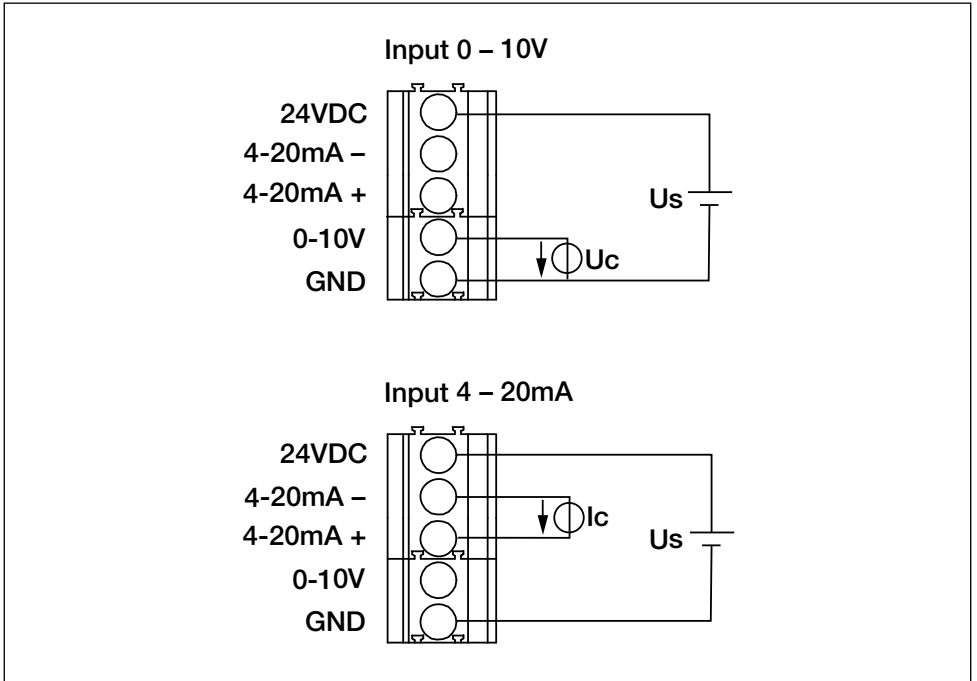 Input 0 – 10V
24VDC
4-20mA –
4-20mA +
Us
0-10V
Uc
GND
Input 4 – 20mA
24VDC
4-20mA –
Ic
4-20mA +
Us
0-10V
GND